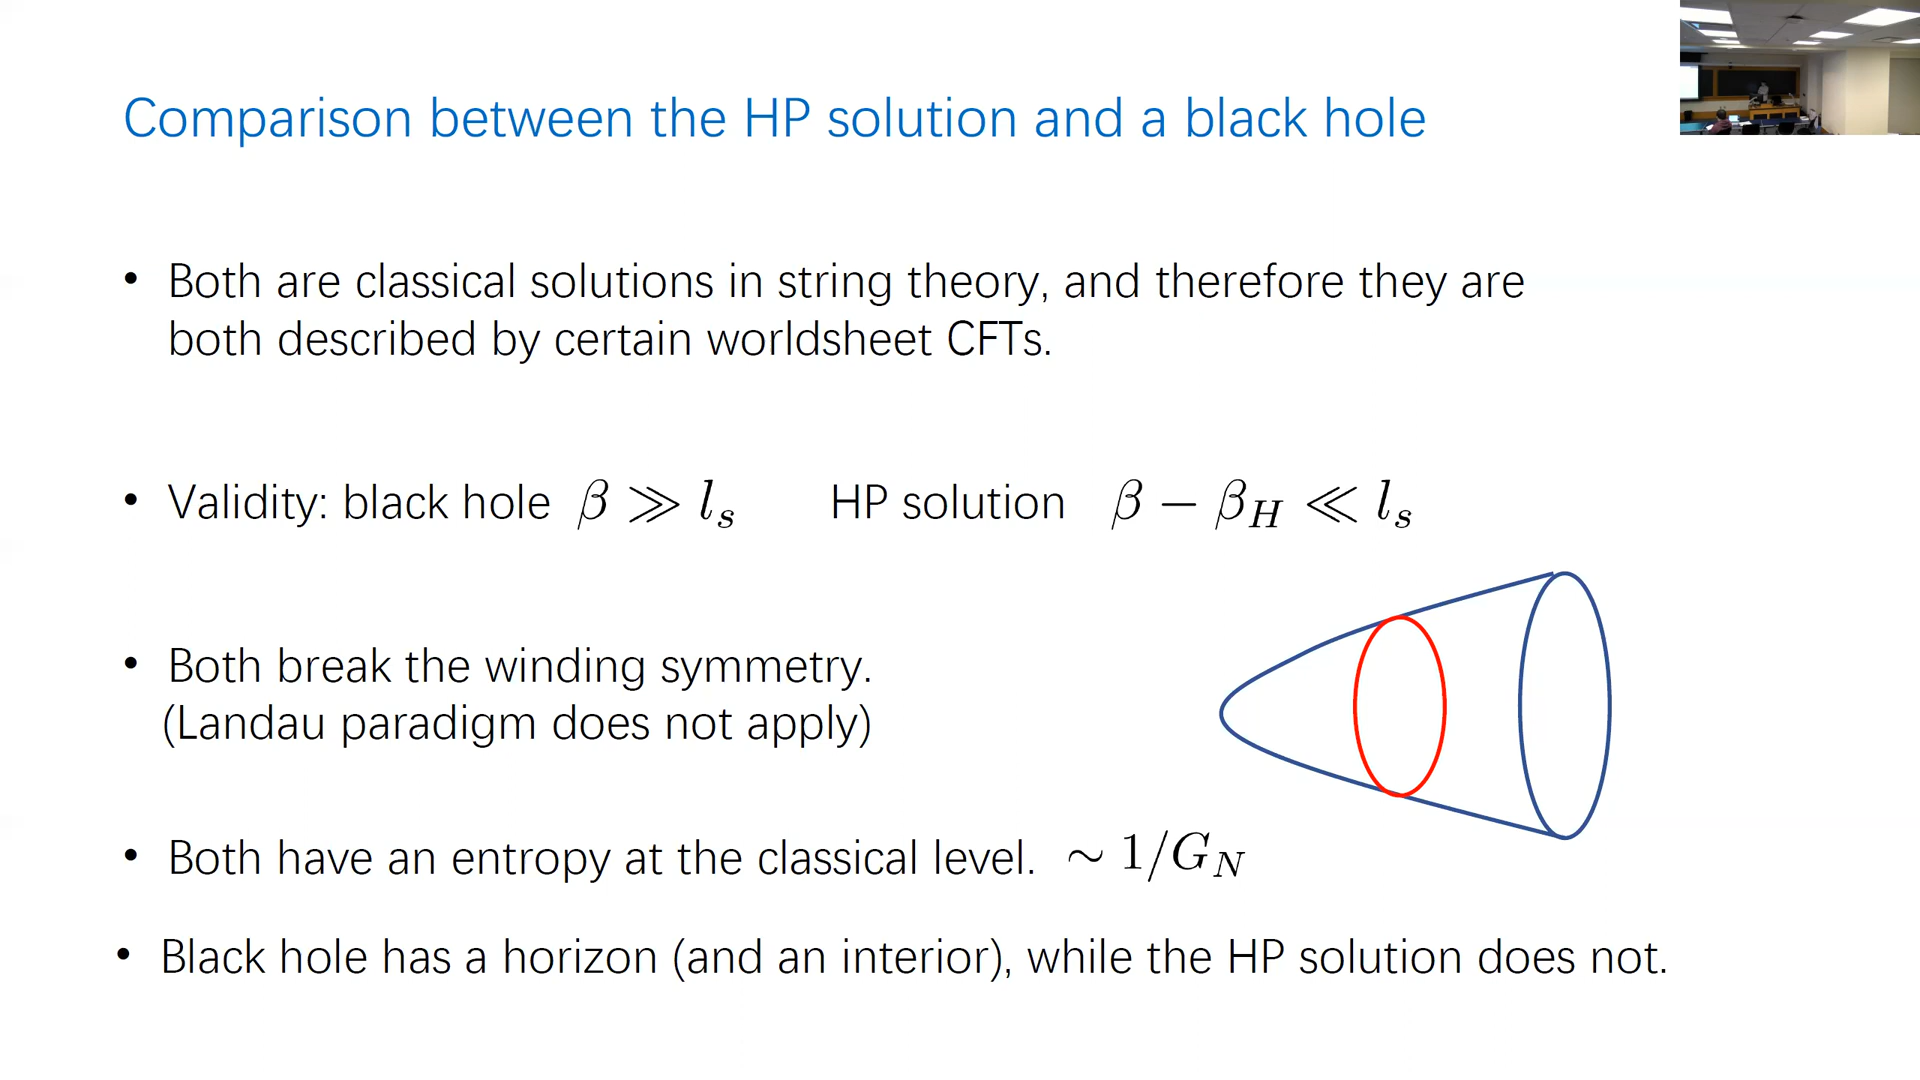 Comparison between the HP solution and a black hole
• Both are classical solutions in string theory, and therefore they are
both described by certain worldsheet CFTs.
• Validity: black hole β ≫ l_s HP solution β − β_H ≪ l_s
• Both break the winding symmetry.
(Landau paradigm does not apply)
• Both have an entropy at the classical level. ∼ 1/G_N
• Black hole has a horizon (and an interior), while the HP solution does not.